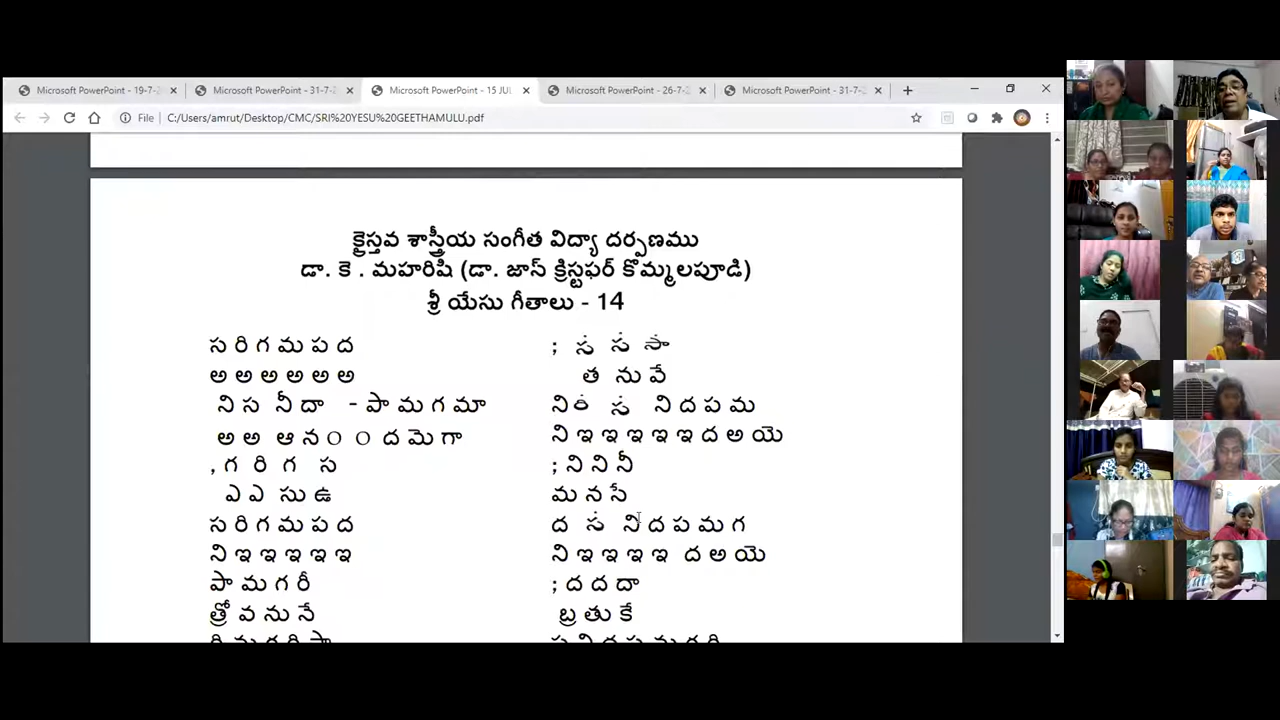 Microsoft PowerPoint - 19-7-2
Microsoft PowerPoint - 31-7-2
Microsoft PowerPoint - 15 JUL
Microsoft PowerPoint - 26-7-2
Microsoft PowerPoint - 31-7-2
File C:/Users/amrut/Desktop/CMC/SRI%20YESU%20GEETHAMULU.pdf
క్రైస్తవ శాస్త్రీయ సంగీత విద్యా దర్పణము
డా. కె . మహరిషి (డా. జాన్ క్రిస్టఫర్ కొమ్మలపూడి)
శ్రీ యేసు గీతాలు - 14
స రి గ మ ప ద
అ అ అ అ అ అ
ని స నీ దా - పా మ గ మా
అ అ ఆ న ం ం ద మె గా
, గ రి గ స
ఎ ఎ సు ఉ
స రి గ మ ప ద
ని ఇ ఇ ఇ ఇ ఇ
పా మ గ రీ
త్రో వ ను సే
; స̇ స̇ సా̇
త ను వే
ని రి̇ స̇ ని ద ప మ
ని ఇ ఇ ఇ ఇ ఇ ద అ యె
; ని ని నీ
మ న సే
ద స̇ ని ద ప మ గ
ని ఇ ఇ ఇ ఇ ద అ యె
; ద ద దా
బ్ర తు కే